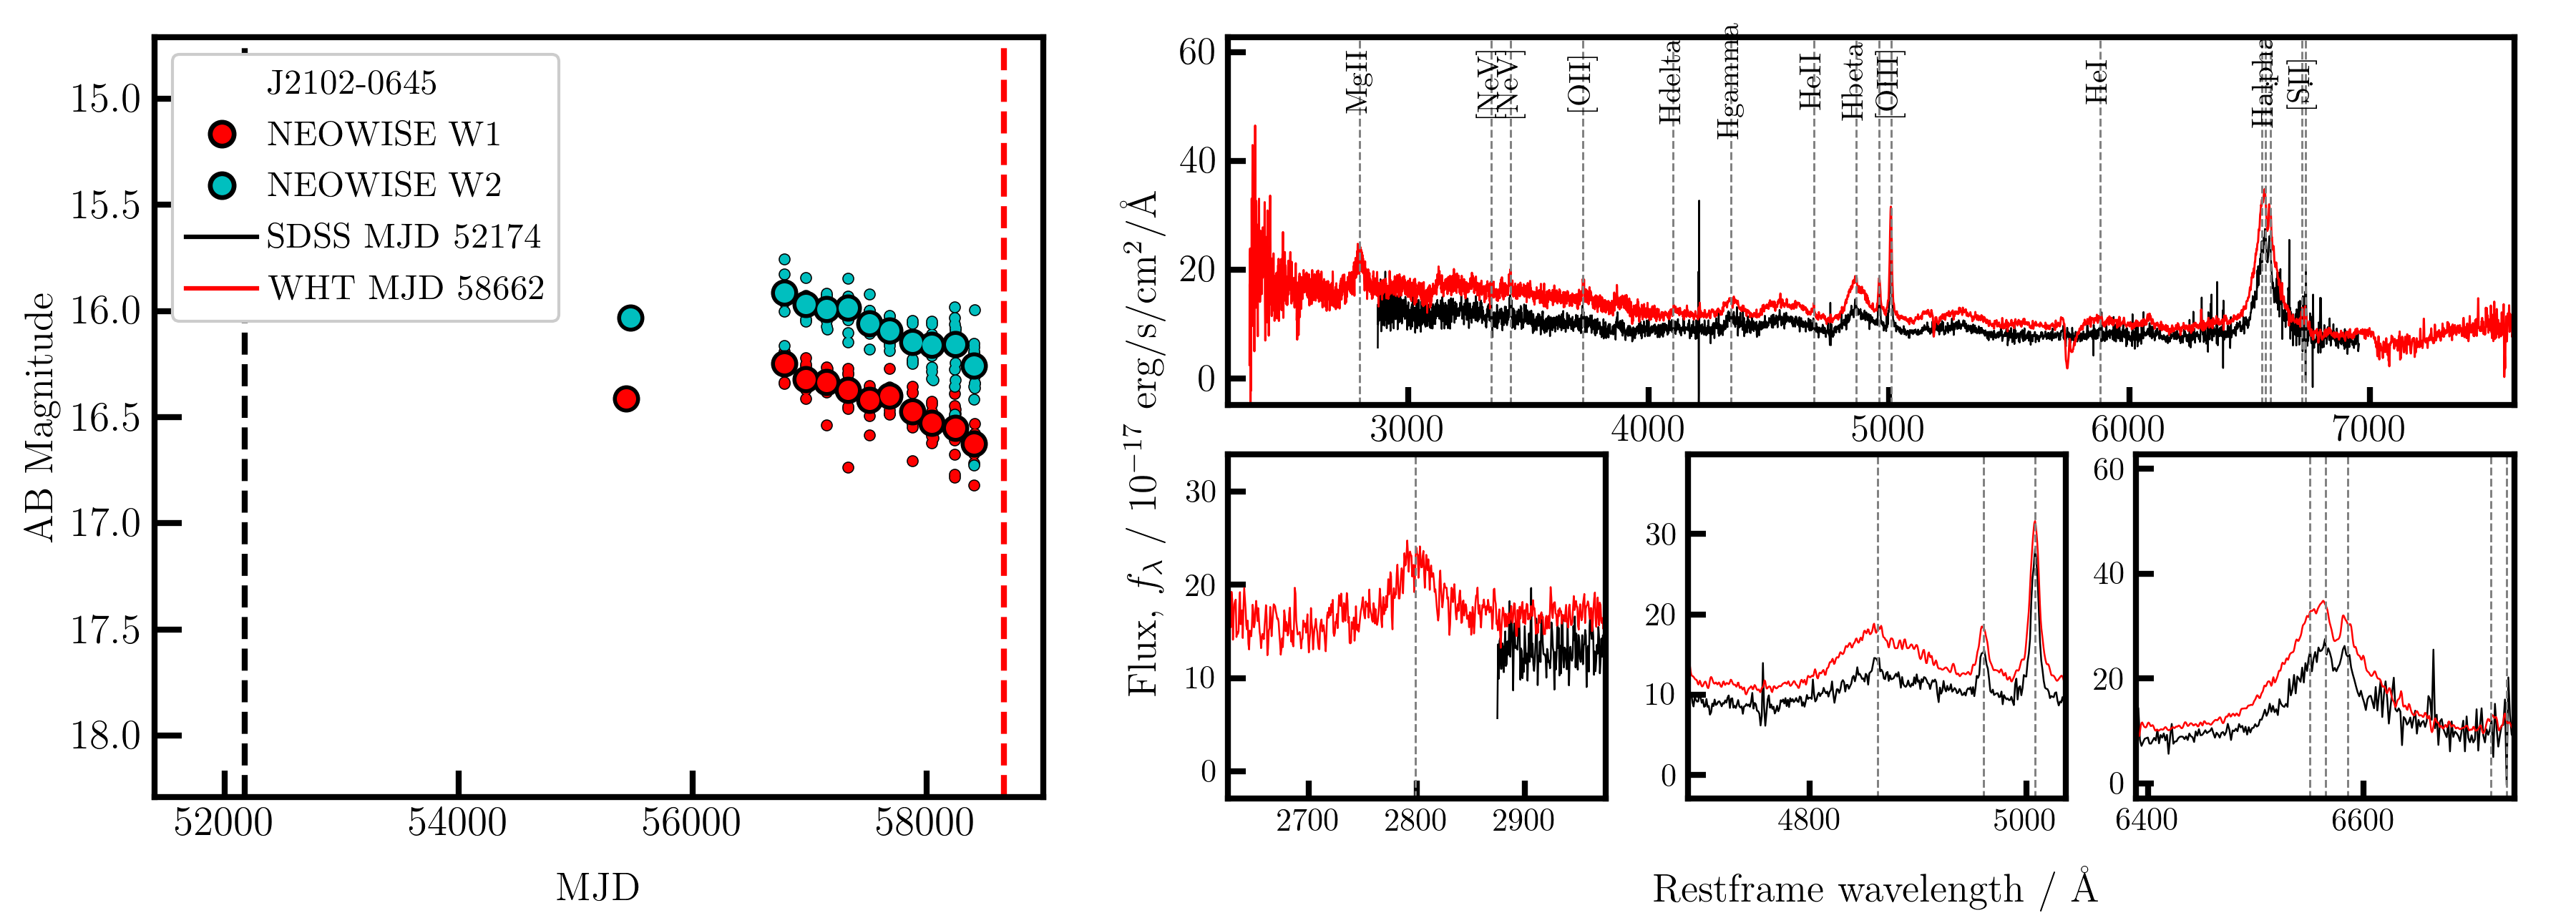 J2102-0645
NEOWISE W1
NEOWISE W2
SDSS MJD 52174
WHT MJD 58662
AB Magnitude
15.0
15.5
16.0
16.5
17.0
17.5
18.0
52000 54000 56000 58000
MJD
Flux, fλ / 10⁻¹⁷ erg/s/cm²/Å
60
40
20
0
MgII [NeV] [NeV] [OII] Hdelta Hgamma HeII Hbeta [OIII] HeI Halpha [SII]
3000 4000 5000 6000 7000
30
20
10
0
2700 2800 2900
30
20
10
0
4800 5000
60
40
20
0
6400 6600
Restframe wavelength / Å